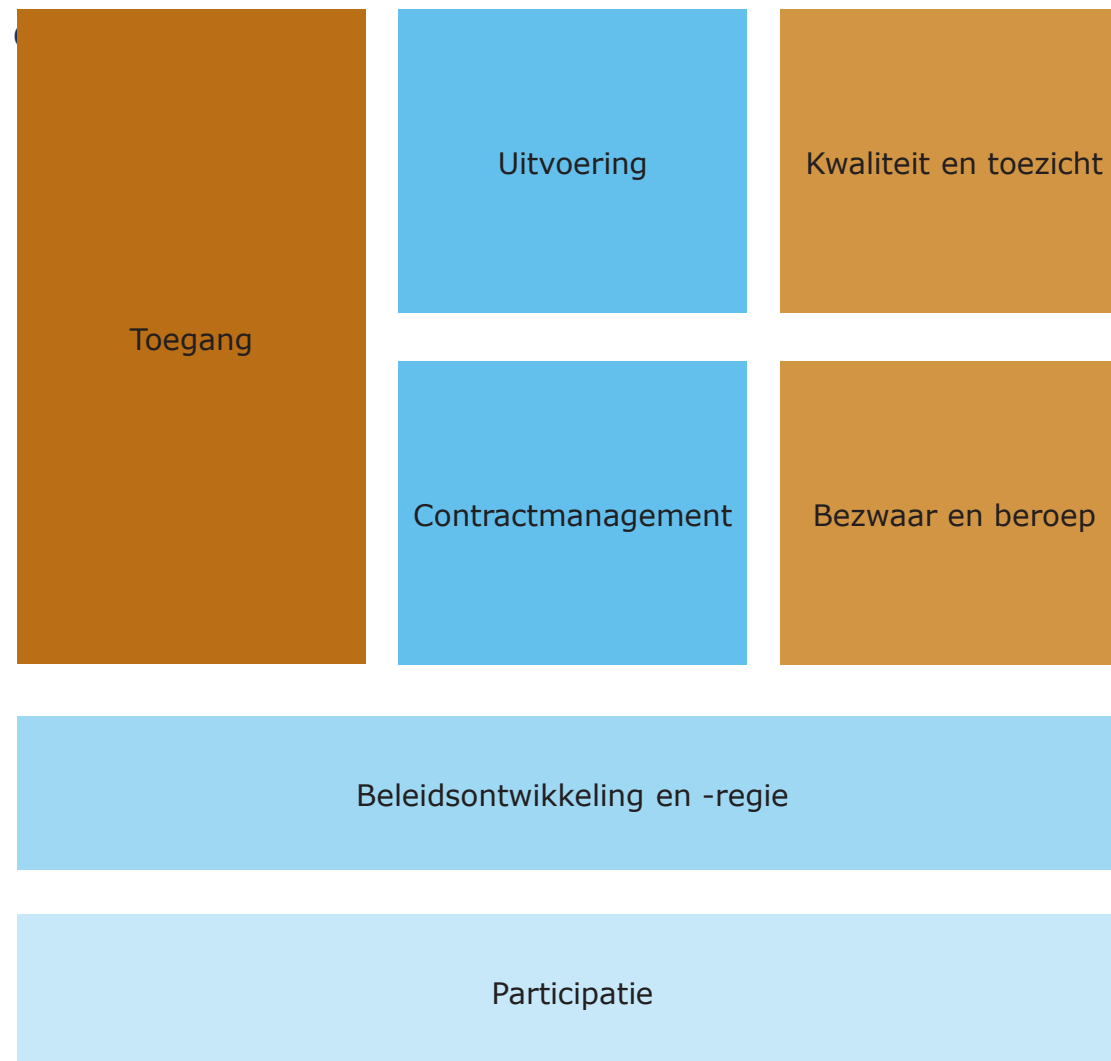 Toegang
Uitvoering
Kwaliteit en toezicht
Contractmanagement
Bezwaar en beroep
Beleidsontwikkeling en -regie
Participatie